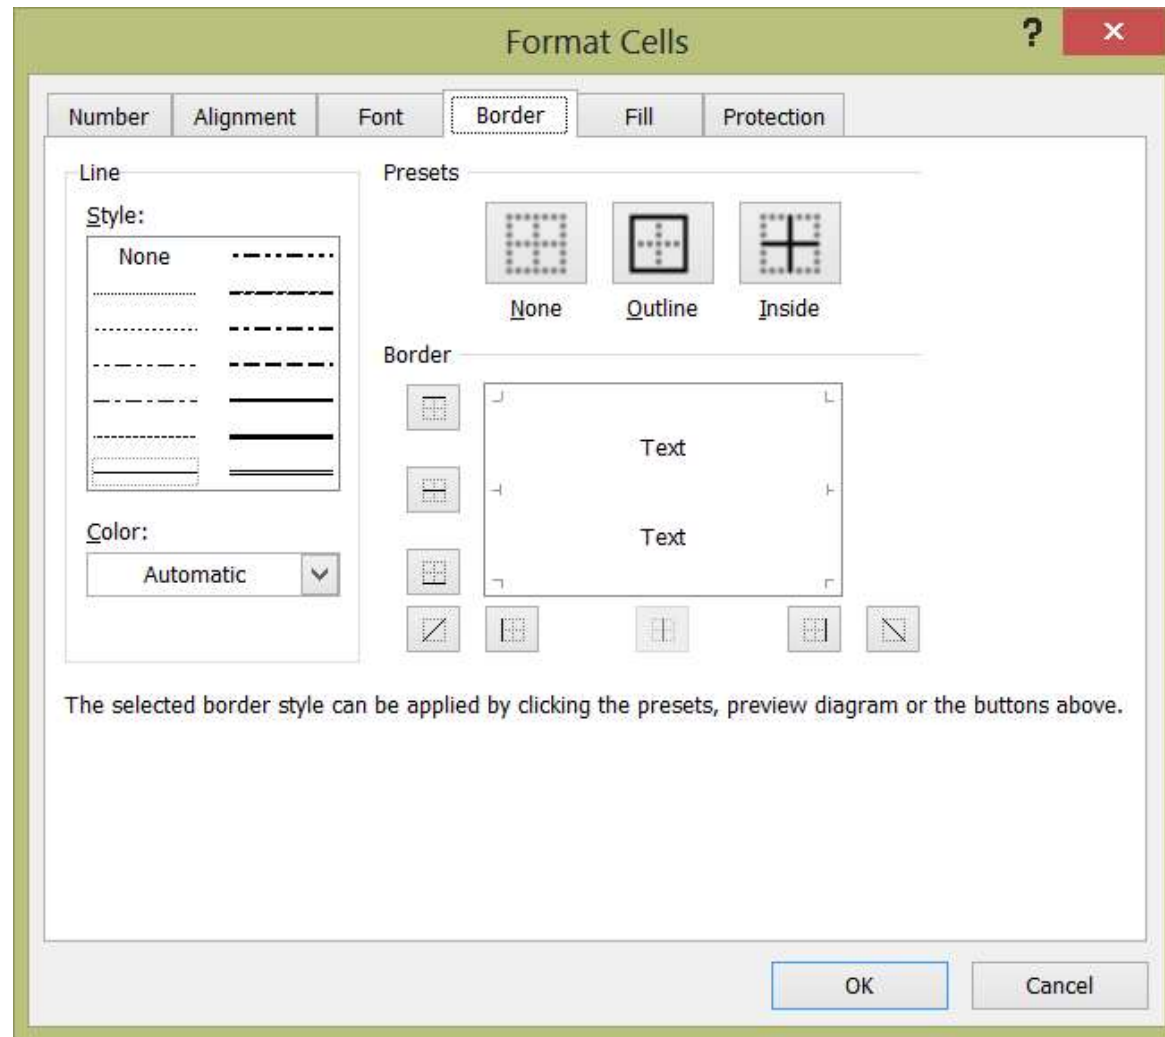 Format Cells ?
Number Alignment Font Border Fill Protection
Line
Style:
None
Color:
Automatic
Presets
None Outline Inside
Border
Text
Text
The selected border style can be applied by clicking the presets, preview diagram or the buttons above.
OK Cancel